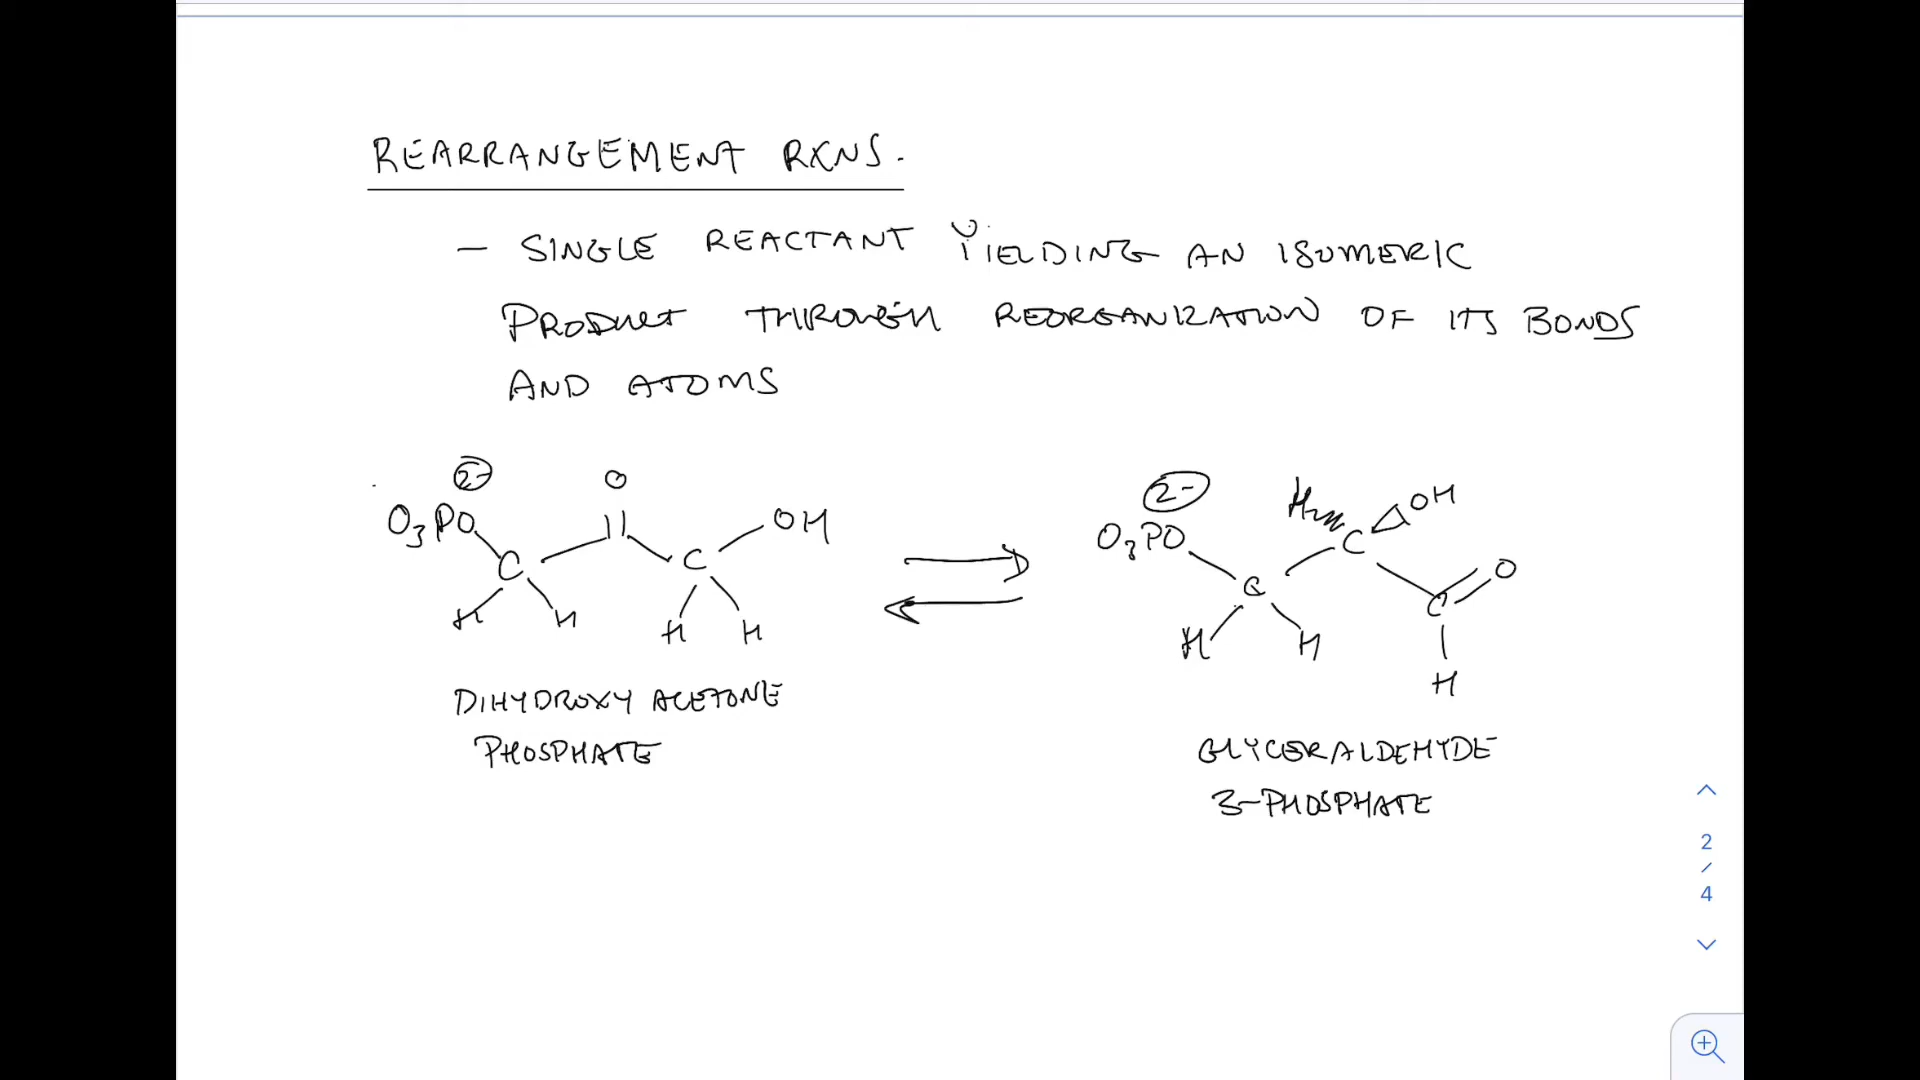 REARRANGEMENT RXNS.
– SINGLE REACTANT YIELDING AN ISOMERIC
PRODUCT THROUGH REORGANIZATION OF ITS BONDS
AND ATOMS
2- O
O3PO OH
C C
H H H H
2- H OH
O3PO C O
C C
H H H
DIHYDROXY ACETONE
PHOSPHATE
GLYCERALDEHYDE
3-PHOSPHATE
2
/
4